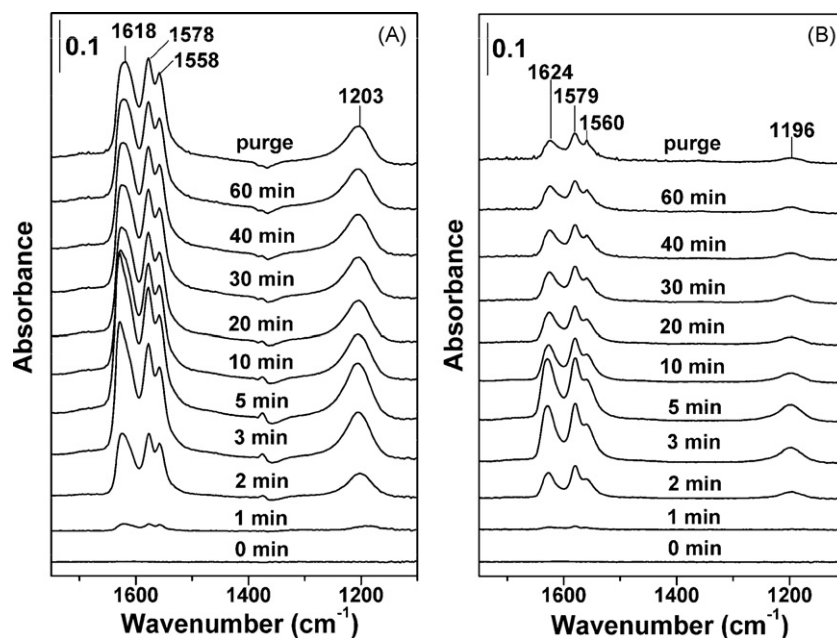 (A)
0.1
1618
1578
1558
1203
purge
60 min
40 min
30 min
20 min
10 min
5 min
3 min
2 min
1 min
0 min
Absorbance
1600
1400
1200
Wavenumber (cm-1)
(B)
0.1
1624
1579
1560
1196
purge
60 min
40 min
30 min
20 min
10 min
5 min
3 min
2 min
1 min
0 min
Absorbance
1600
1400
1200
Wavenumber (cm-1)